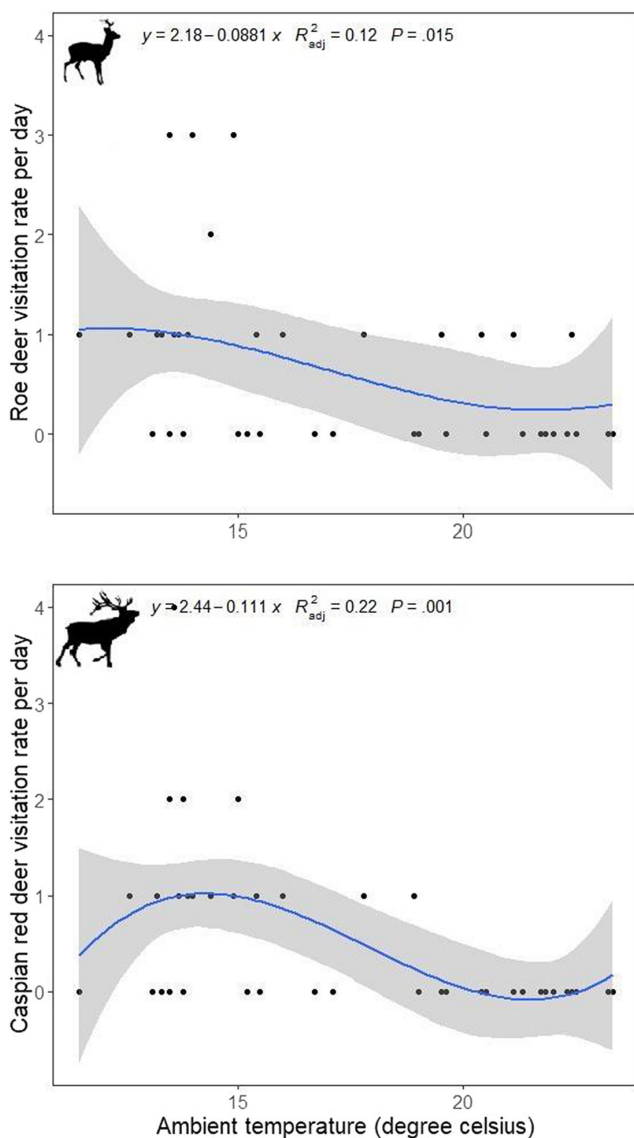 y = 2.18 – 0.0881 x R²adj = 0.12 P = .015
Roe deer visitation rate per day
4
3
2
1
0
15 20
y = 2.44 – 0.111 x R²adj = 0.22 P = .001
Caspian red deer visitation rate per day
4
3
2
1
0
15 20
Ambient temperature (degree celsius)